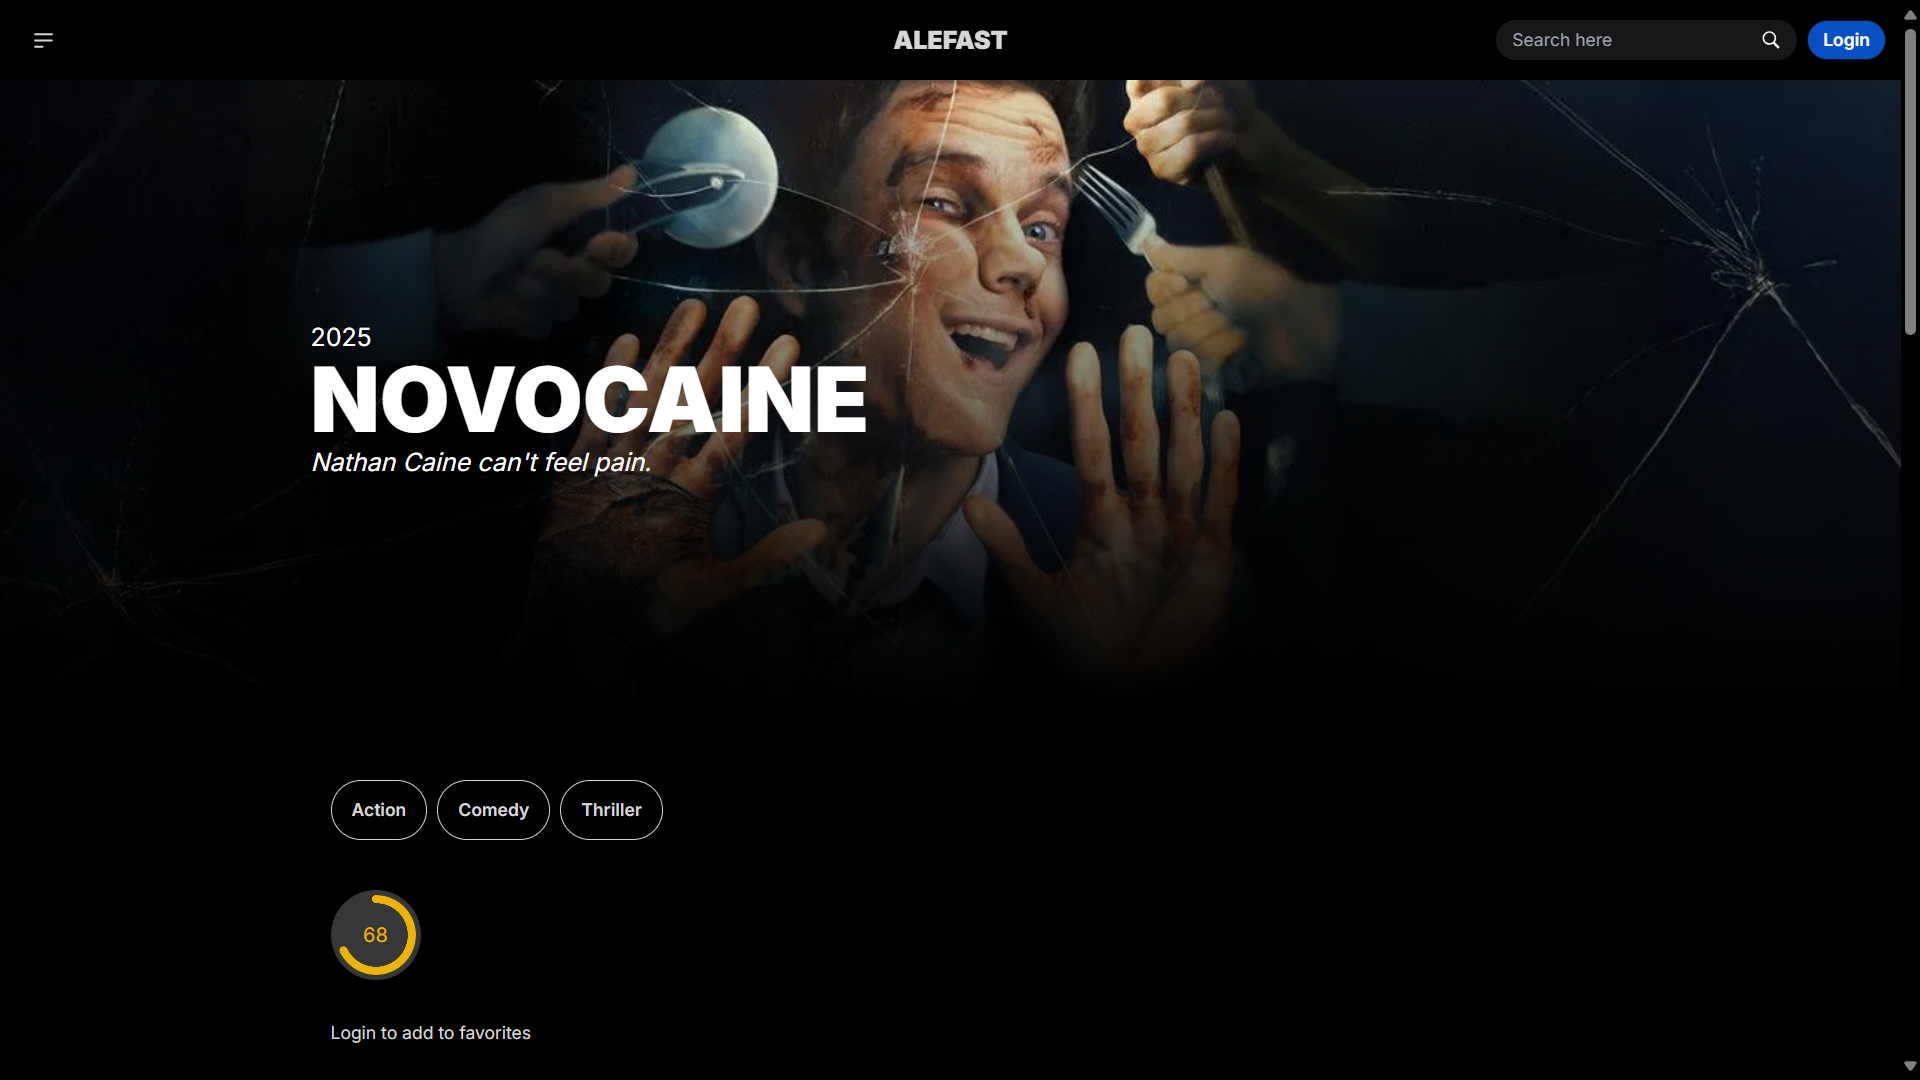 ALEFAST
Search here
Login
2025
NOVOCAINE
Nathan Caine can't feel pain.
Action
Comedy
Thriller
68
Login to add to favorites